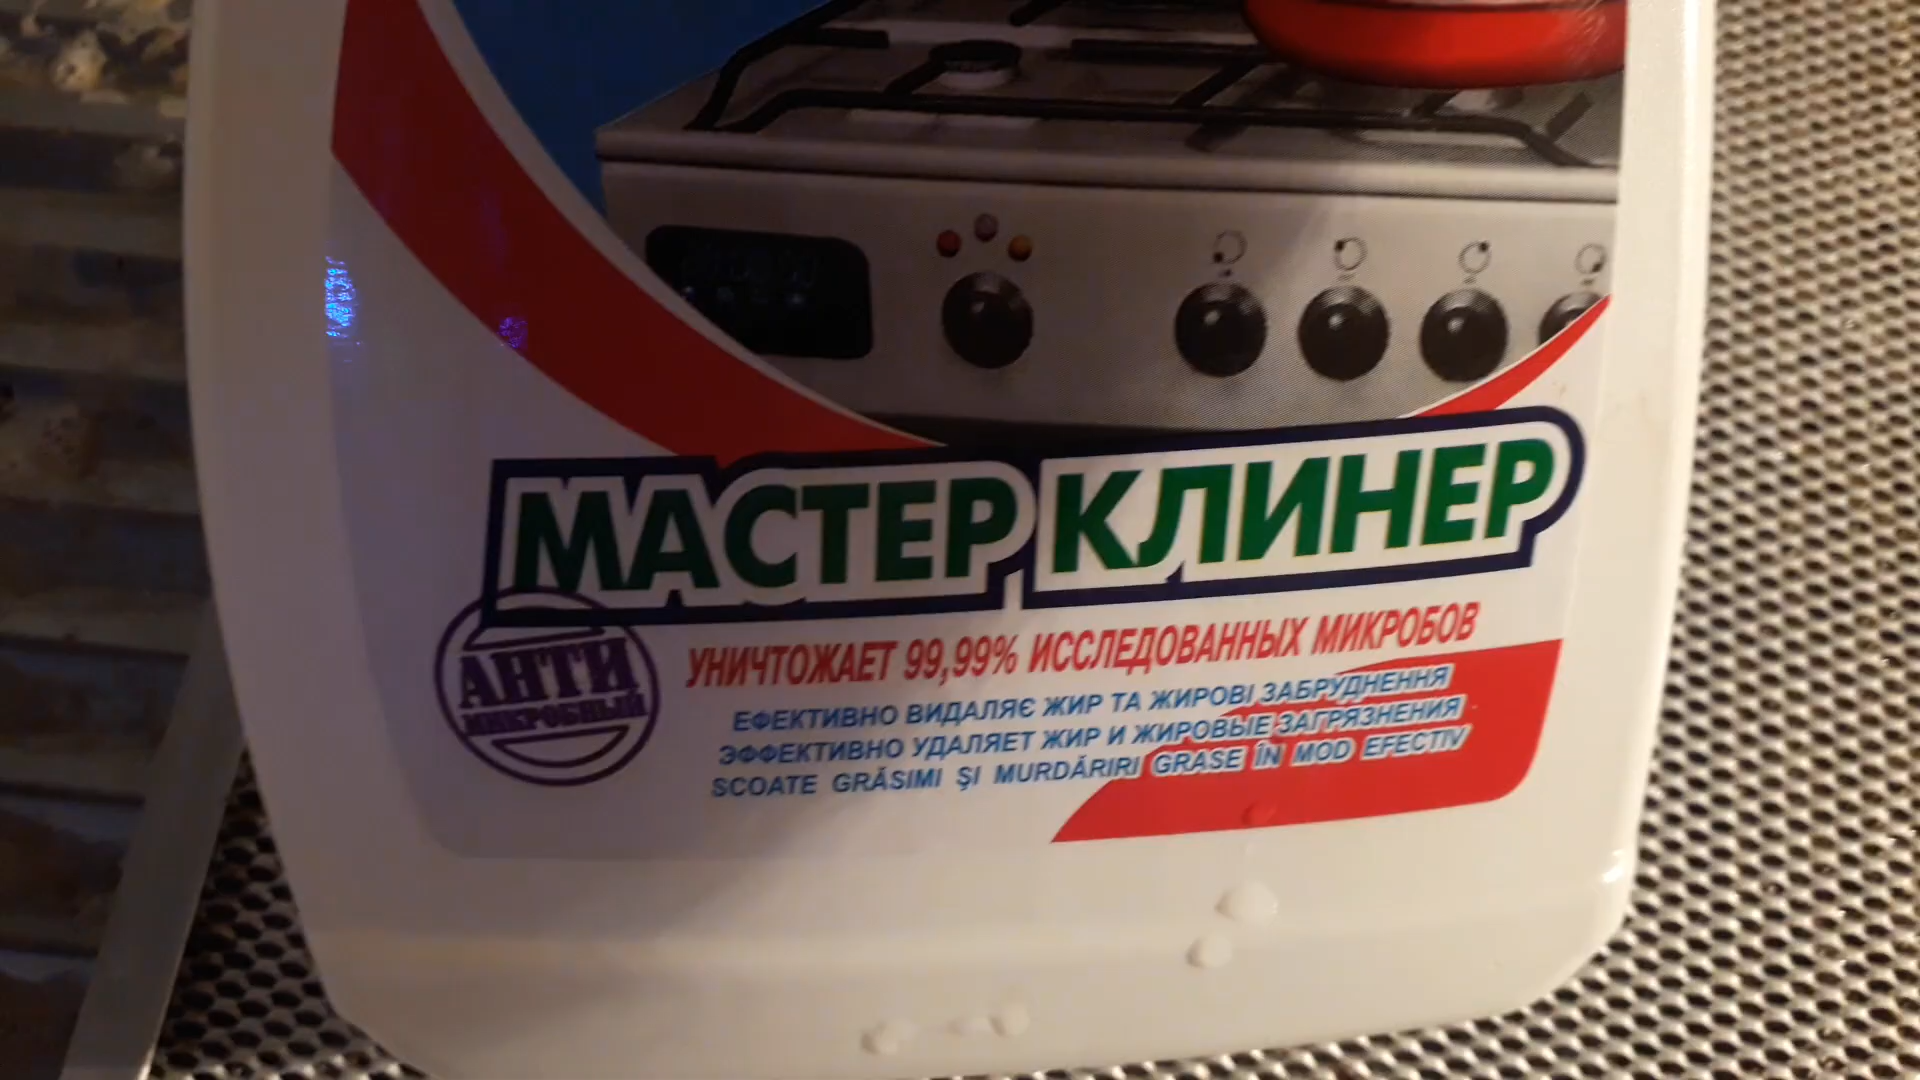 МАСТЕР КЛИНЕР
АНТИ
МИКРОБНЫЙ
УНИЧТОЖАЕТ 99,99% ИССЛЕДОВАННЫХ МИКРОБОВ
ЕФЕКТИВНО ВИДАЛЯЄ ЖИР ТА ЖИРОВІ ЗАБРУДНЕННЯ
ЭФФЕКТИВНО УДАЛЯЕТ ЖИР И ЖИРОВЫЕ ЗАГРЯЗНЕНИЯ
SCOATE GRĂSIMI ŞI MURDĂRIRI GRASE ÎN MOD EFECTIV